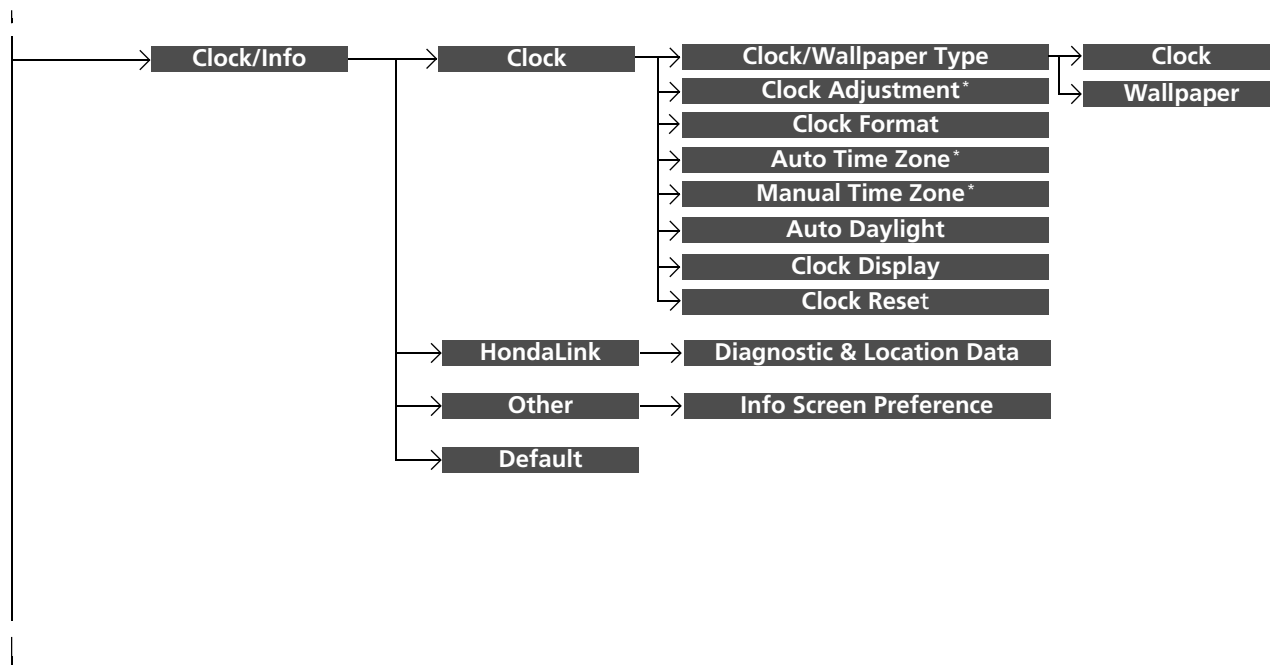 Clock/Info
Clock
Clock/Wallpaper Type
Clock
Wallpaper
Clock Adjustment*
Clock Format
Auto Time Zone*
Manual Time Zone*
Auto Daylight
Clock Display
Clock Reset
HondaLink
Diagnostic & Location Data
Other
Info Screen Preference
Default